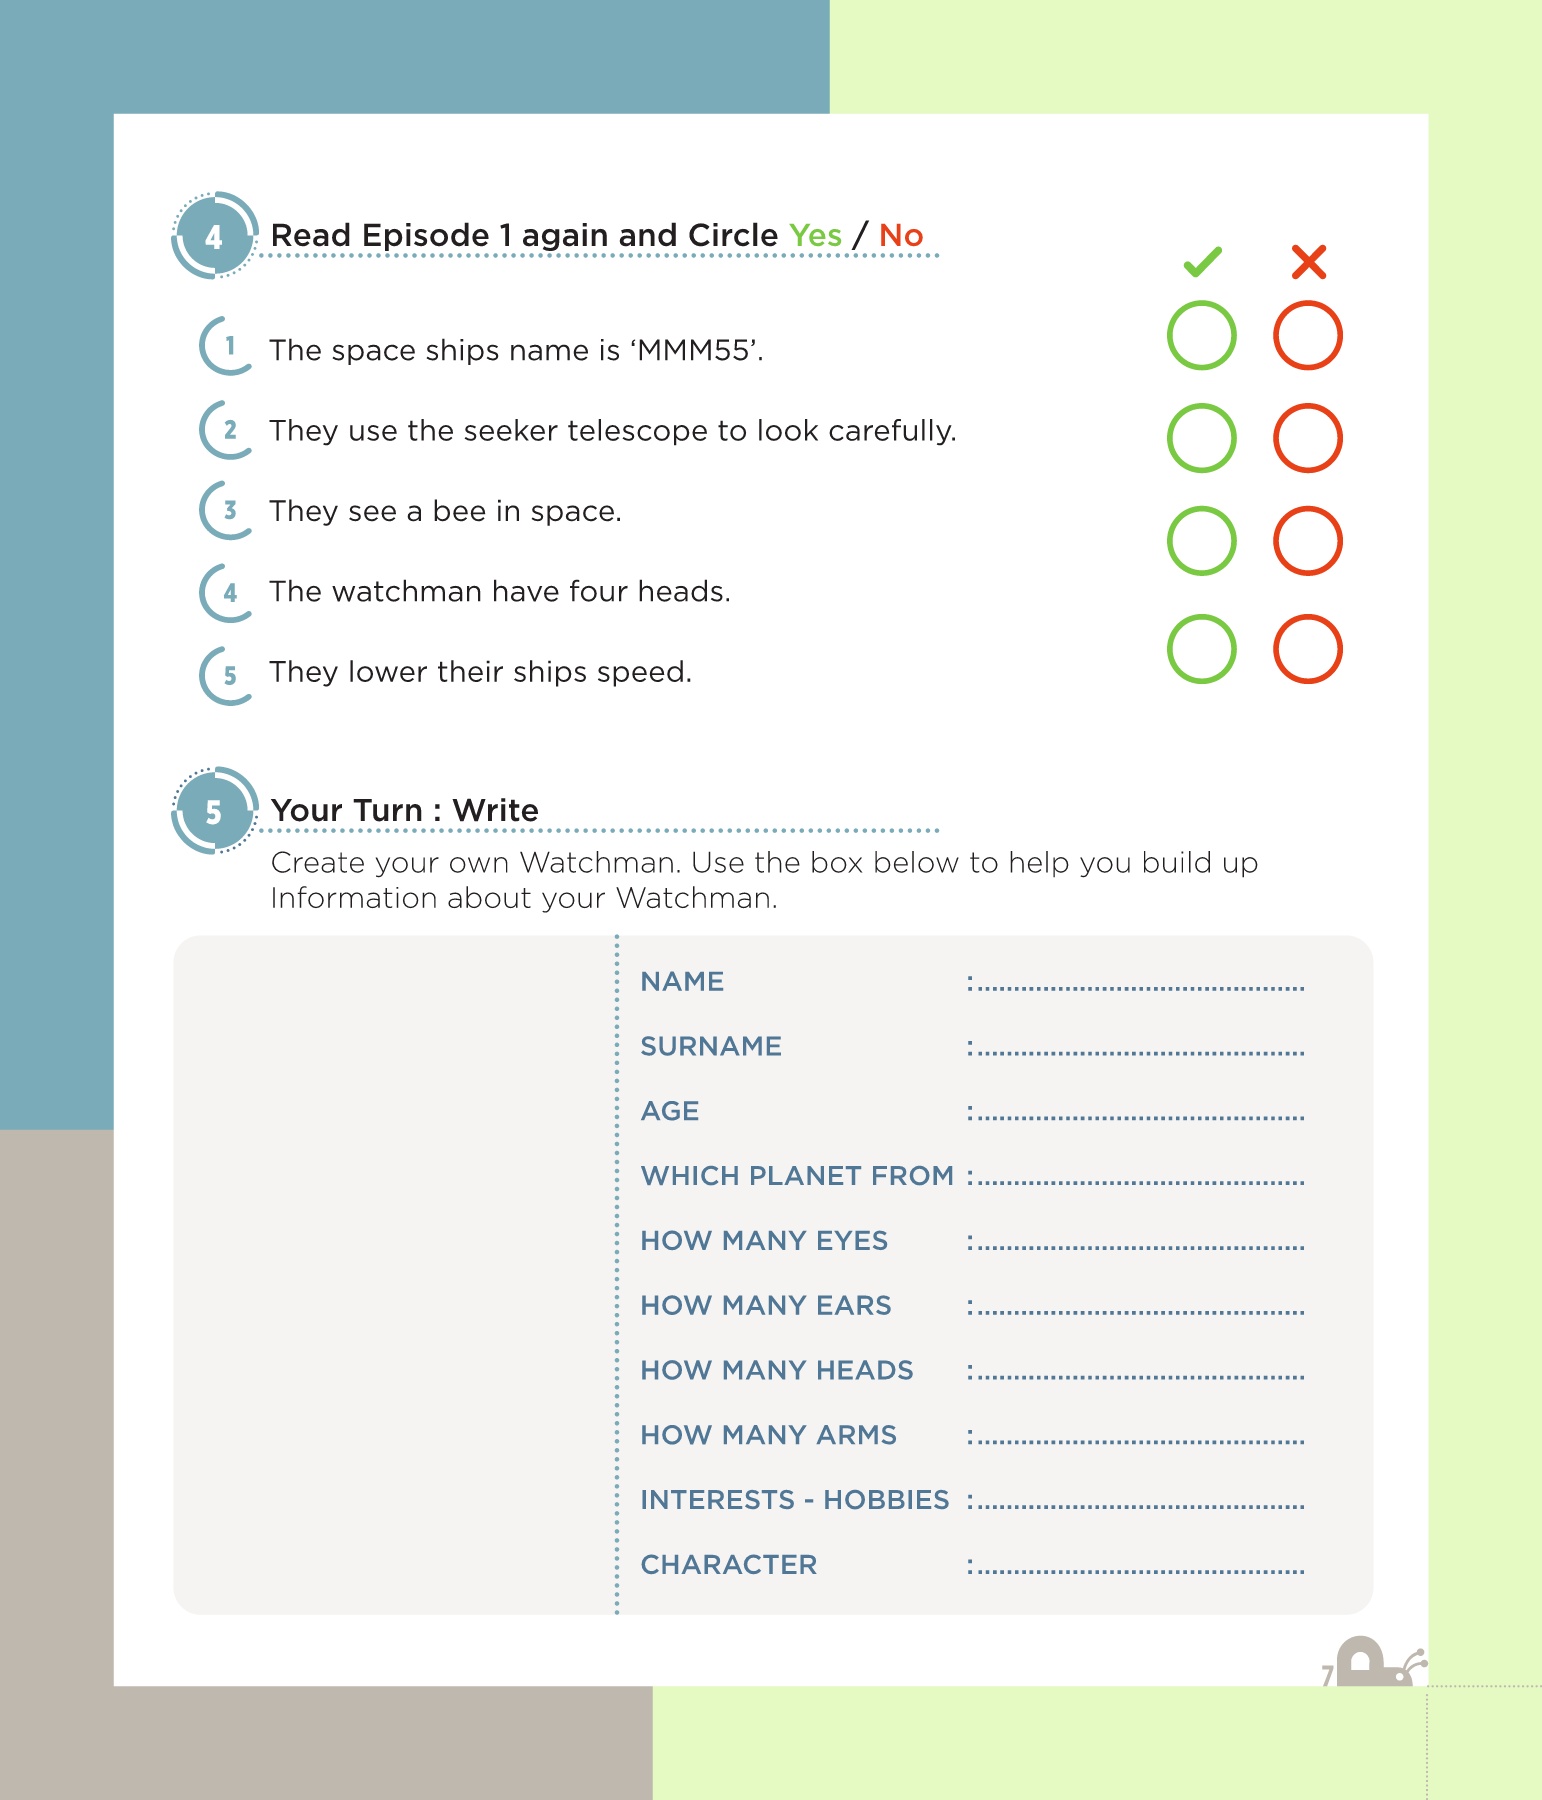 4 Read Episode 1 again and Circle Yes / No
1 The space ships name is ‘MMM55’.
2 They use the seeker telescope to look carefully.
3 They see a bee in space.
4 The watchman have four heads.
5 They lower their ships speed.
5 Your Turn : Write
Create your own Watchman. Use the box below to help you build up
Information about your Watchman.
NAME :.............................................
SURNAME :.............................................
AGE :.............................................
WHICH PLANET FROM :.............................................
HOW MANY EYES :.............................................
HOW MANY EARS :.............................................
HOW MANY HEADS :.............................................
HOW MANY ARMS :.............................................
INTERESTS - HOBBIES :.............................................
CHARACTER :.............................................
7